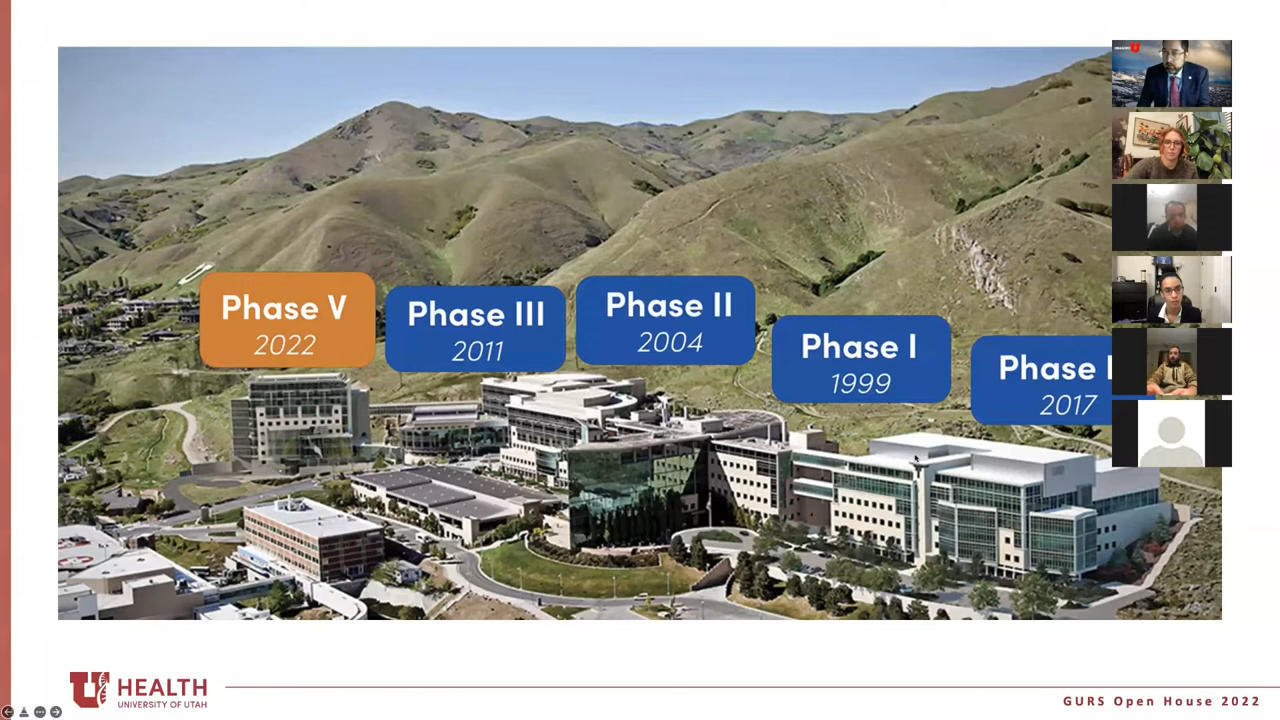 Phase V
2022
Phase III
2011
Phase II
2004
Phase I
1999
Phase
2017
U HEALTH
UNIVERSITY OF UTAH
GURS Open House 2022